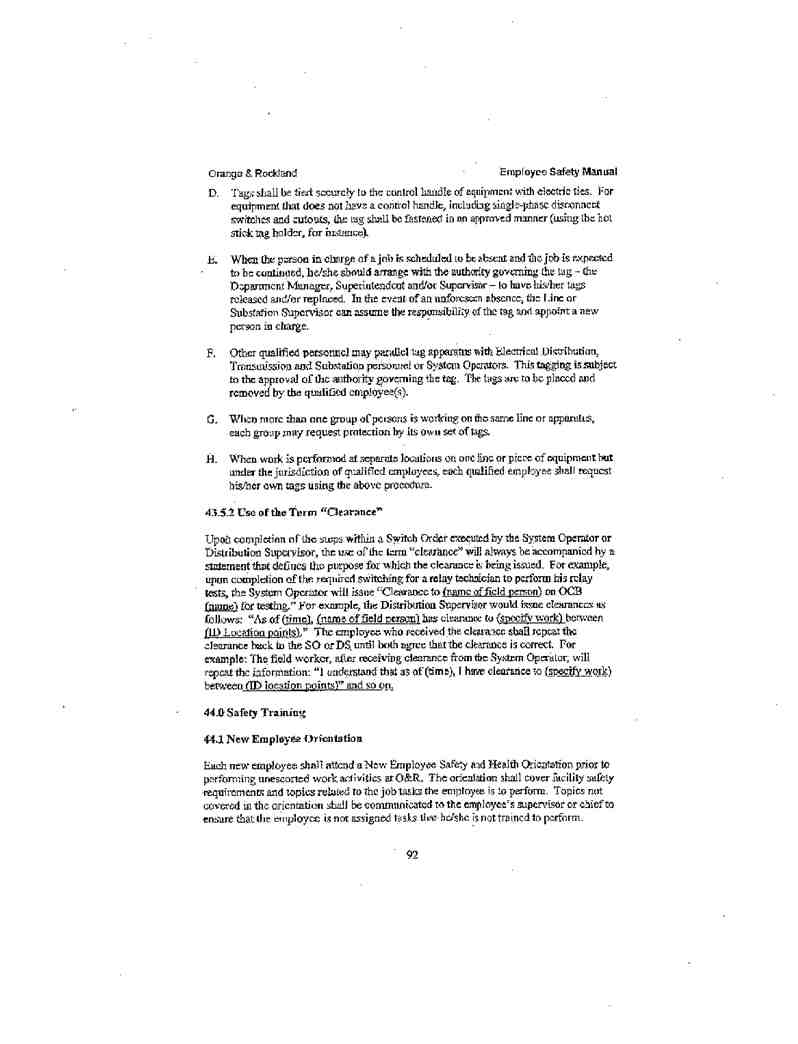 Orange & Rockland Employee Safety Manual
D. Tags shall be tied securely to the control handle of equipment with electric ties. For
equipment that does not have a control handle, including single-phase disconnect
switches and cutouts, the tag shall be fastened in an approved manner (using the hot
stick tag holder, for instance).
E. When the person in charge of a job is scheduled to be absent and the job is expected
to be continued, he/she should arrange with the authority governing the tag – the
Department Manager, Superintendent and/or Supervisor – to have his/her tags
released and/or replaced. In the event of an unforeseen absence, the Line or
Substation Supervisor can assume the responsibility of the tag and appoint a new
person in charge.
F. Other qualified personnel may parallel tag apparatus with Electrical Distribution,
Transmission and Substation personnel or System Operators. This tagging is subject
to the approval of the authority governing the tag. The tags are to be placed and
removed by the qualified employee(s).
G. When more than one group of persons is working on the same line or apparatus,
each group may request protection by its own set of tags.
H. When work is performed at separate locations on one line or piece of equipment but
under the jurisdiction of qualified employees, each qualified employee shall request
his/her own tags using the above procedure.
43.5.2 Use of the Term “Clearance”
Upon completion of the steps within a Switch Order executed by the System Operator or
Distribution Supervisor, the use of the term “clearance” will always be accompanied by a
statement that defines the purpose for which the clearance is being issued. For example,
upon completion of the required switching for a relay technician to perform his relay
tests, the System Operator will issue “Clearance to (name of field person) on OCB
(name) for testing.” For example, the Distribution Supervisor would issue clearances as
follows: “As of (time), (name of field person) has clearance to (specify work) between
(ID Location points).” The employee who received the clearance shall repeat the
clearance back to the SO or DS, until both agree that the clearance is correct. For
example: The field worker, after receiving clearance from the System Operator, will
repeat the information: “I understand that as of (time), I have clearance to (specify work)
between (ID location points)” and so on.
44.0 Safety Training
44.1 New Employee Orientation
Each new employee shall attend a New Employee Safety and Health Orientation prior to
performing unescorted work activities at O&R. The orientation shall cover facility safety
requirements and topics related to the job tasks the employee is to perform. Topics not
covered in the orientation shall be communicated to the employee’s supervisor or chief to
ensure that the employee is not assigned tasks that he/she is not trained to perform.
92